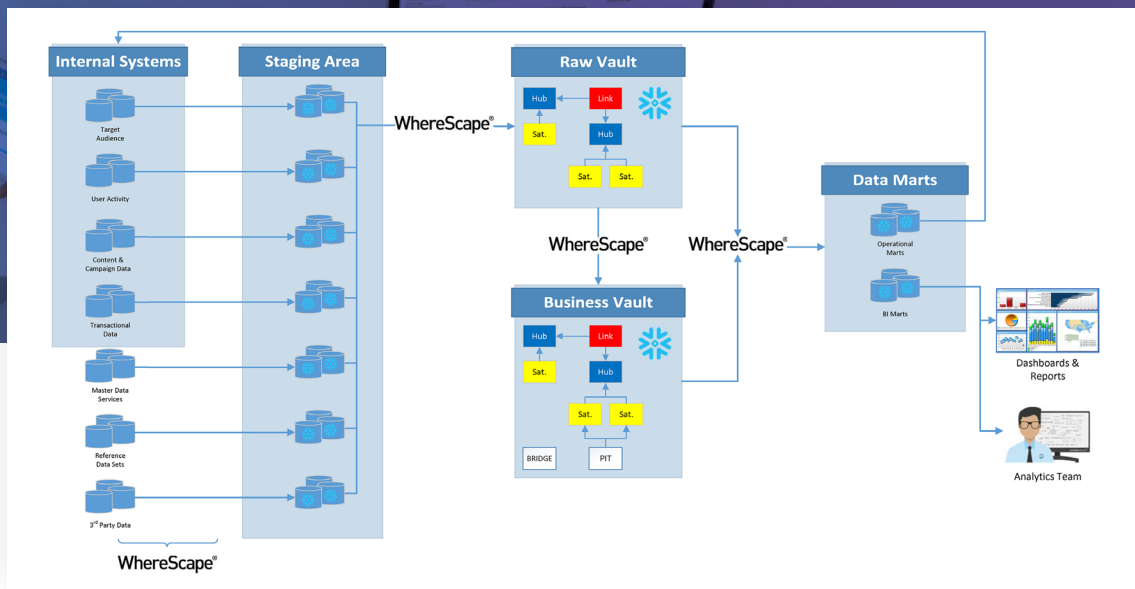 Internal Systems
Target
Audience
User Activity
Content &
Campaign Data
Transactional
Data
Master Data
Services
Reference
Data Sets
3rd Party Data
WhereScape®
Staging Area
WhereScape®
Raw Vault
Hub
Link
Sat.
Hub
Sat.
Sat.
WhereScape®
WhereScape®
Business Vault
Hub
Link
Sat.
Hub
Sat.
Sat.
BRIDGE
PIT
Data Marts
Operational
Marts
BI Marts
Dashboards &
Reports
Analytics Team